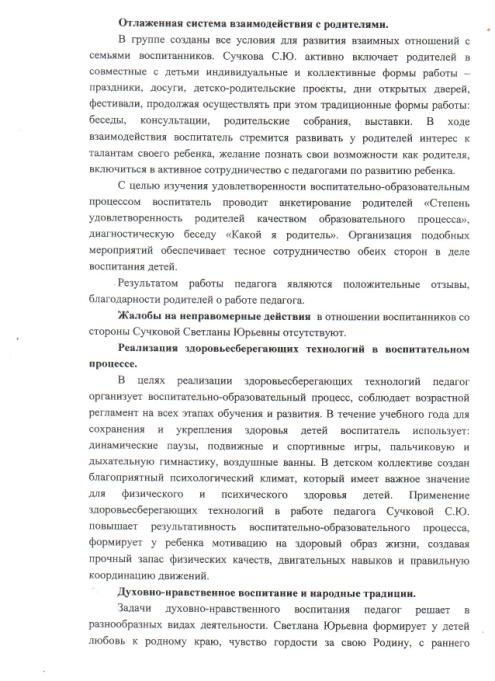 Отлаженная система взаимодействия с родителями.
В группе созданы все условия для развития взаимных отношений с
семьями воспитанников. Сучкова С.Ю. активно включает родителей в
совместные с детьми индивидуальные и коллективные формы работы –
праздники, досуги, детско-родительские проекты, дни открытых дверей,
фестивали, продолжая осуществлять при этом традиционные формы работы:
беседы, консультации, родительские собрания, выставки. В ходе
взаимодействия воспитатель стремится развивать у родителей интерес к
талантам своего ребенка, желание познать свои возможности как родителя,
включиться в активное сотрудничество с педагогами по развитию ребенка.
С целью изучения удовлетворенности воспитательно-образовательным
процессом воспитатель проводит анкетирование родителей «Степень
удовлетворенность родителей качеством образовательного процесса»,
диагностическую беседу «Какой я родитель». Организация подобных
мероприятий обеспечивает тесное сотрудничество обеих сторон в деле
воспитания детей.
Результатом работы педагога являются положительные отзывы,
благодарности родителей о работе педагога.
Жалобы на неправомерные действия в отношении воспитанников со
стороны Сучковой Светланы Юрьевны отсутствуют.
Реализация здоровьесберегающих технологий в воспитательном
процессе.
В целях реализации здоровьесберегающих технологий педагог
организует воспитательно-образовательный процесс, соблюдает возрастной
регламент на всех этапах обучения и развития. В течение учебного года для
сохранения и укрепления здоровья детей воспитатель использует:
динамические паузы, подвижные и спортивные игры, пальчиковую и
дыхательную гимнастику, воздушные ванны. В детском коллективе создан
благоприятный психологический климат, который имеет важное значение
для физического и психического здоровья детей. Применение
здоровьесберегающих технологий в работе педагога Сучковой С.Ю.
повышает результативность воспитательно-образовательного процесса,
формирует у ребенка мотивацию на здоровый образ жизни, создавая
прочный запас физических качеств, двигательных навыков и правильную
координацию движений.
Духовно-нравственное воспитание и народные традиции.
Задачи духовно-нравственного воспитания педагог решает в
разнообразных видах деятельности. Светлана Юрьевна формирует у детей
любовь к родному краю, чувство гордости за свою Родину, с раннего